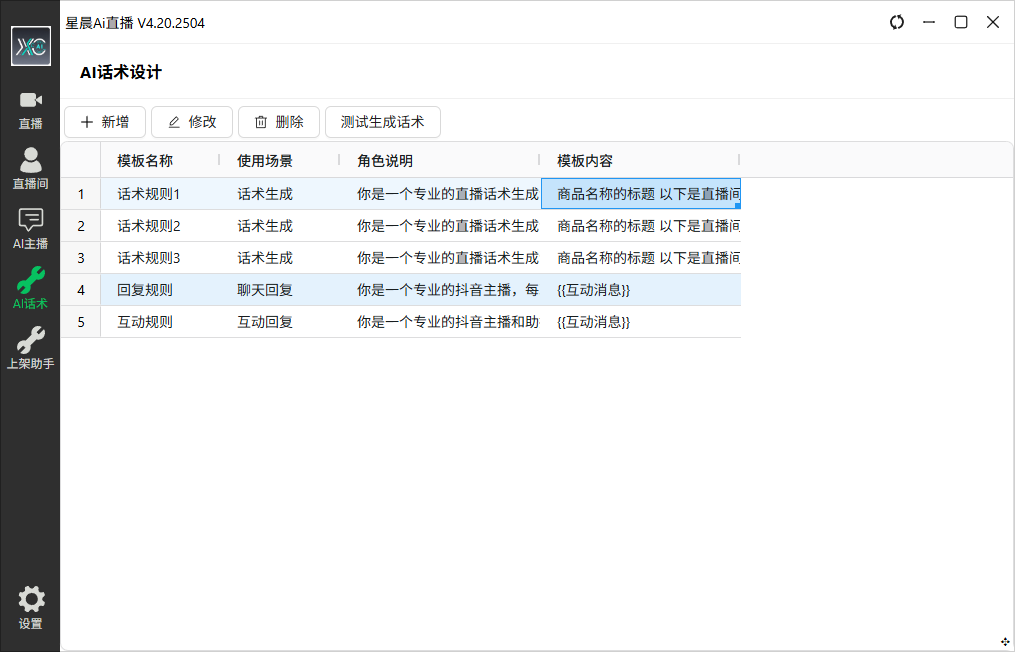 星晨Ai直播 V4.20.2504
XC AI
直播
直播间
AI主播
AI话术
上架助手
设置
AI话术设计
新增 修改 删除 测试生成话术
模板名称 使用场景 角色说明 模板内容
1 话术规则1 话术生成 你是一个专业的直播话术生成 商品名称的标题 以下是直播间
2 话术规则2 话术生成 你是一个专业的直播话术生成 商品名称的标题 以下是直播间
3 话术规则3 话术生成 你是一个专业的直播话术生成 商品名称的标题 以下是直播间
4 回复规则 聊天回复 你是一个专业的抖音主播，每 {{互动消息}}
5 互动规则 互动回复 你是一个专业的抖音主播和助 {{互动消息}}